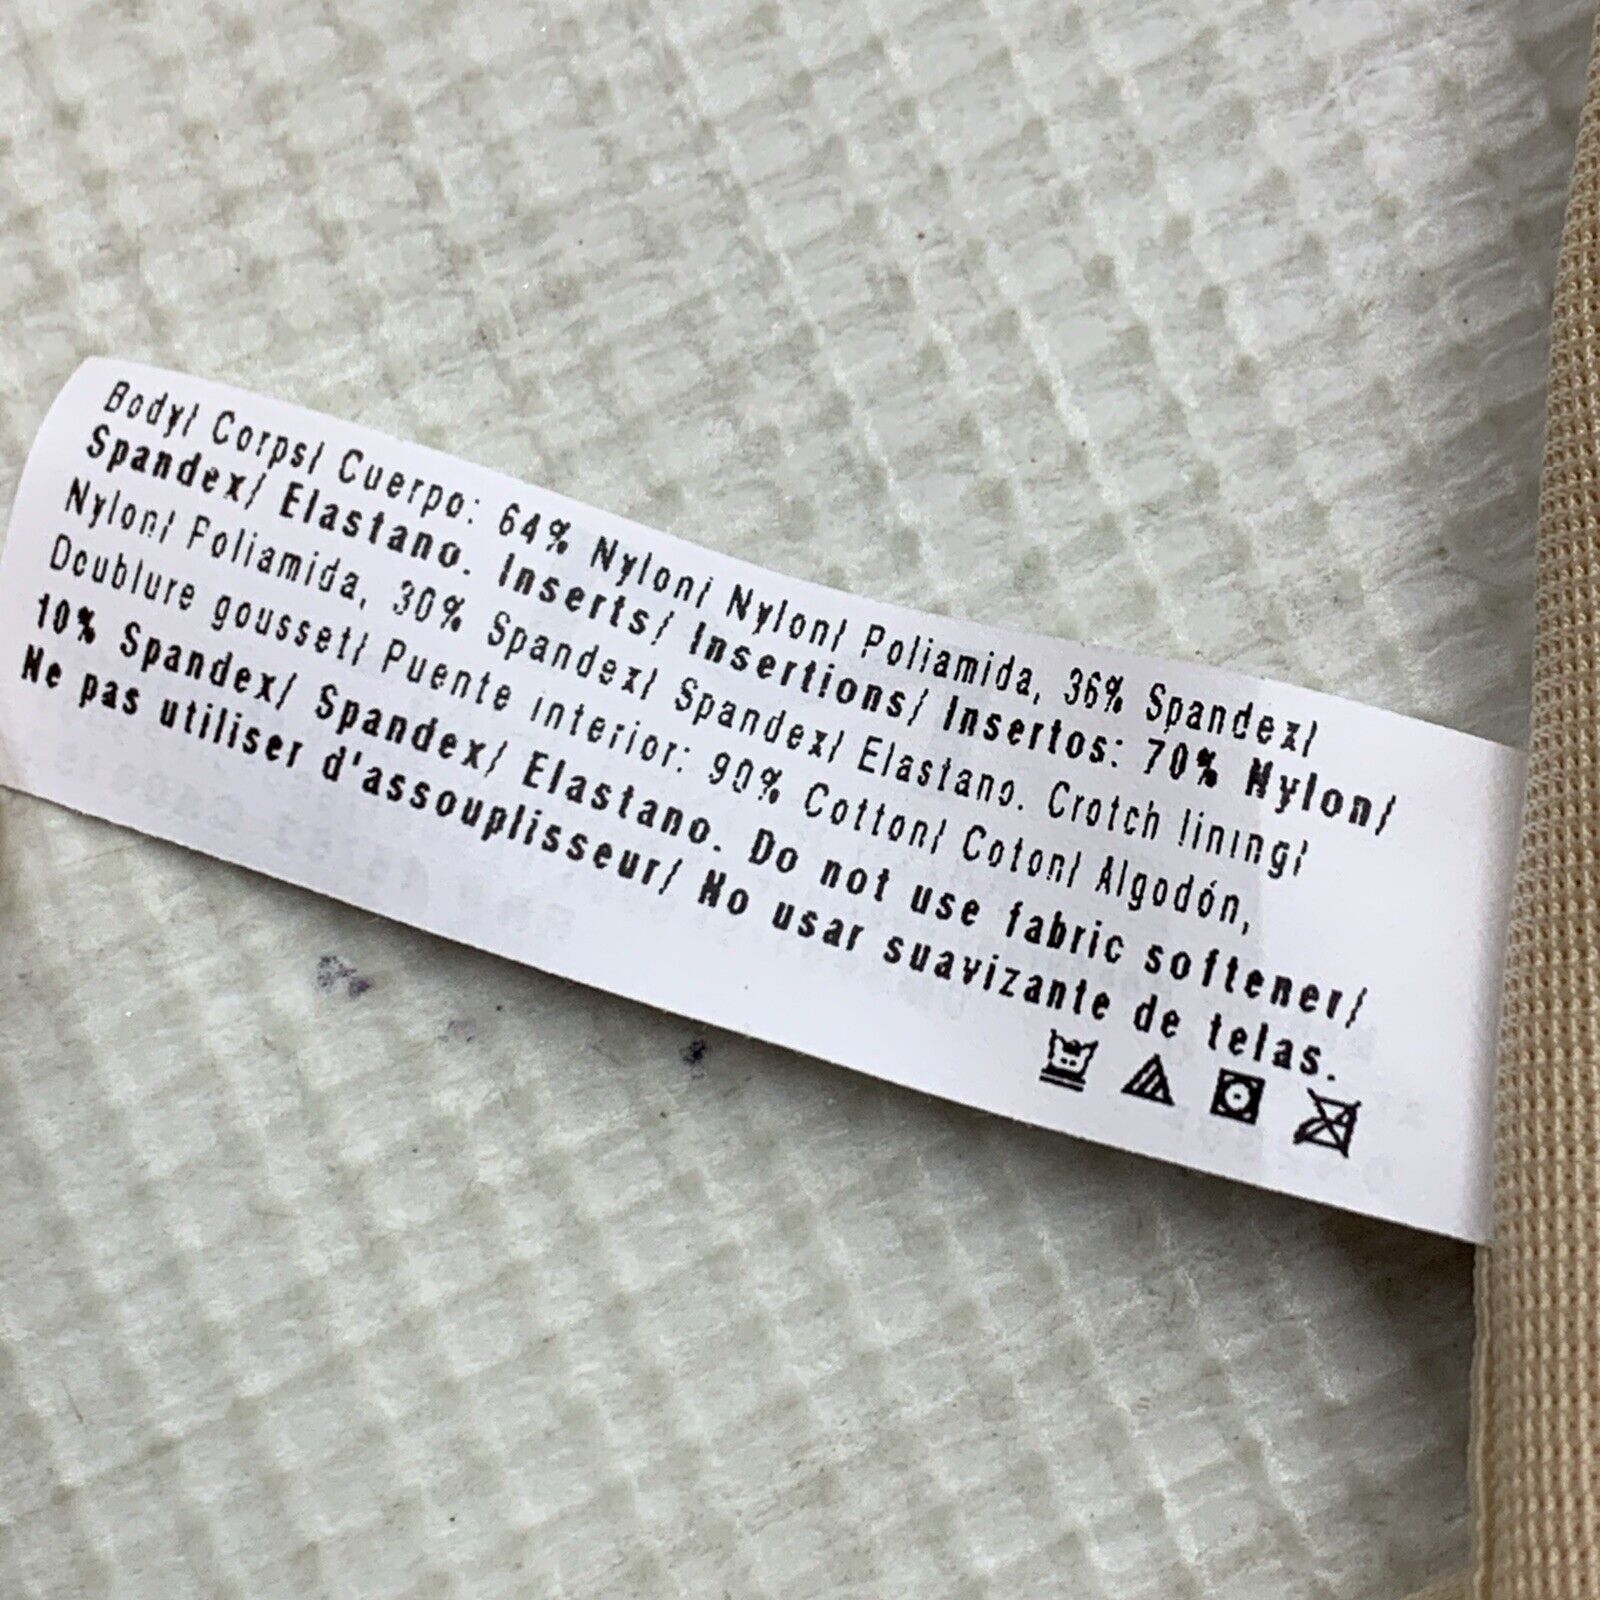 Body/ Corps/ Cuerpo: 64% Nylon/ Nylon/ Poliamida, 36% Spandex/
Spandex/ Elastano. Inserts/ Insertions/ Insertos: 70% Nylon/
Nylon/ Poliamida, 30% Spandex/ Spandex/ Elastano. Crotch lining/
Doublure gousset/ Puente interior: 90% Cotton/ Coton/ Algodón,
10% Spandex/ Spandex/ Elastano. Do not use fabric softener/
Ne pas utiliser d'assouplisseur/ No usar suavizante de telas.